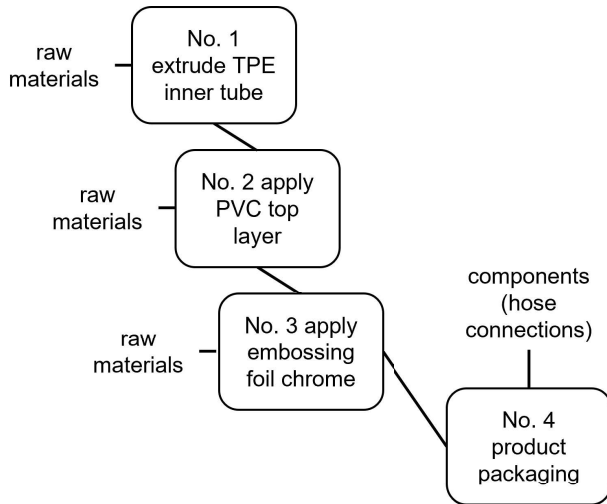 No. 1
extrude TPE
inner tube
raw
materials
No. 2 apply
PVC top
layer
raw
materials
No. 3 apply
embossing
foil chrome
raw
materials
components
(hose
connections)
No. 4
product
packaging